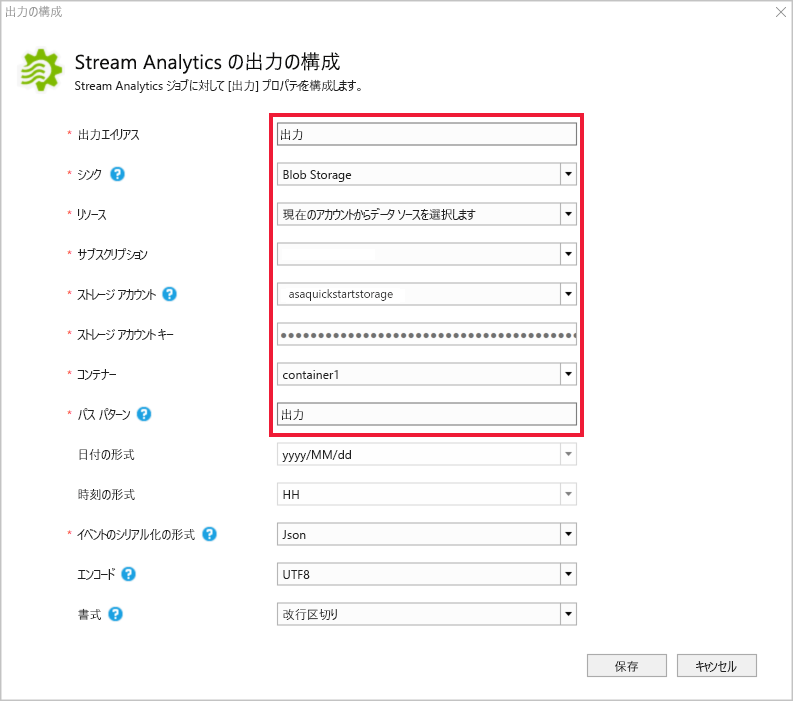 出力の構成
Stream Analytics の出力の構成
Stream Analytics ジョブに対して [出力] プロパティを構成します。
* 出力エイリアス 出力
* シンク ? Blob Storage
* リソース 現在のアカウントからデータ ソースを選択します
* サブスクリプション
* ストレージ アカウント ? asaquickstartstorage
* ストレージ アカウント キー ●●●●●●●●●●●●●●●●●●●●●●●●●●●●●●●●●●●●●●
* コンテナー container1
* パス パターン ? 出力
日付の形式 yyyy/MM/dd
時刻の形式 HH
* イベントのシリアル化の形式 ? Json
エンコード ? UTF8
書式 ? 改行区切り
保存 キャンセル